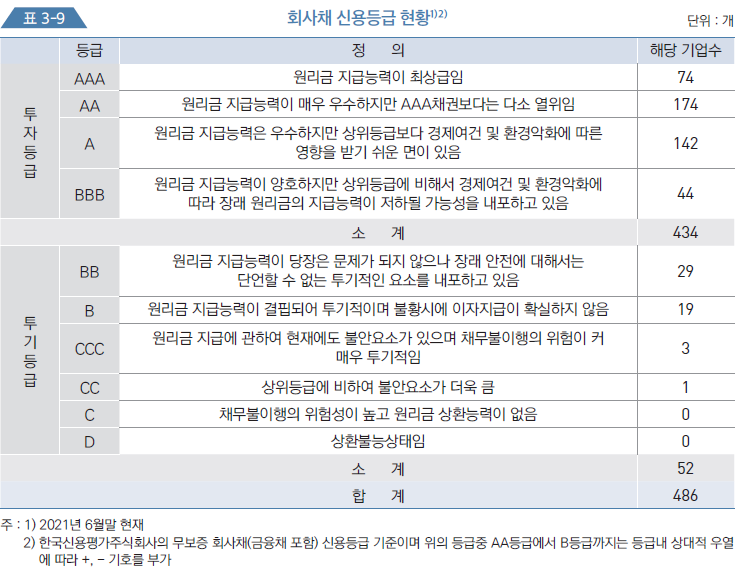 표 3-9
회사채 신용등급 현황1)2)
단위 : 개
등급 정 의 해당 기업수
투자등급
AAA 원리금 지급능력이 최상급임 74
AA 원리금 지급능력이 매우 우수하지만 AAA채권보다는 다소 열위임 174
A 원리금 지급능력은 우수하지만 상위등급보다 경제여건 및 환경악화에 따른
영향을 받기 쉬운 면이 있음 142
BBB 원리금 지급능력이 양호하지만 상위등급에 비해서 경제여건 및 환경악화에
따라 장래 원리금의 지급능력이 저하될 가능성을 내포하고 있음 44
소 계 434
투기등급
BB 원리금 지급능력이 당장은 문제가 되지 않으나 장래 안전에 대해서는
단언할 수 없는 투기적인 요소를 내포하고 있음 29
B 원리금 지급능력이 결핍되어 투기적이며 불황시에 이자지급이 확실하지 않음 19
CCC 원리금 지급에 관하여 현재에도 불안요소가 있으며 채무불이행의 위험이 커
매우 투기적임 3
CC 상위등급에 비하여 불안요소가 더욱 큼 1
C 채무불이행의 위험성이 높고 원리금 상환능력이 없음 0
D 상환불능상태임 0
소 계 52
합 계 486
주 : 1) 2021년 6월말 현재
2) 한국신용평가주식회사의 무보증 회사채(금융채 포함) 신용등급 기준이며 위의 등급중 AA등급에서 B등급까지는 등급내 상대적 우열
에 따라 +, - 기호를 부가